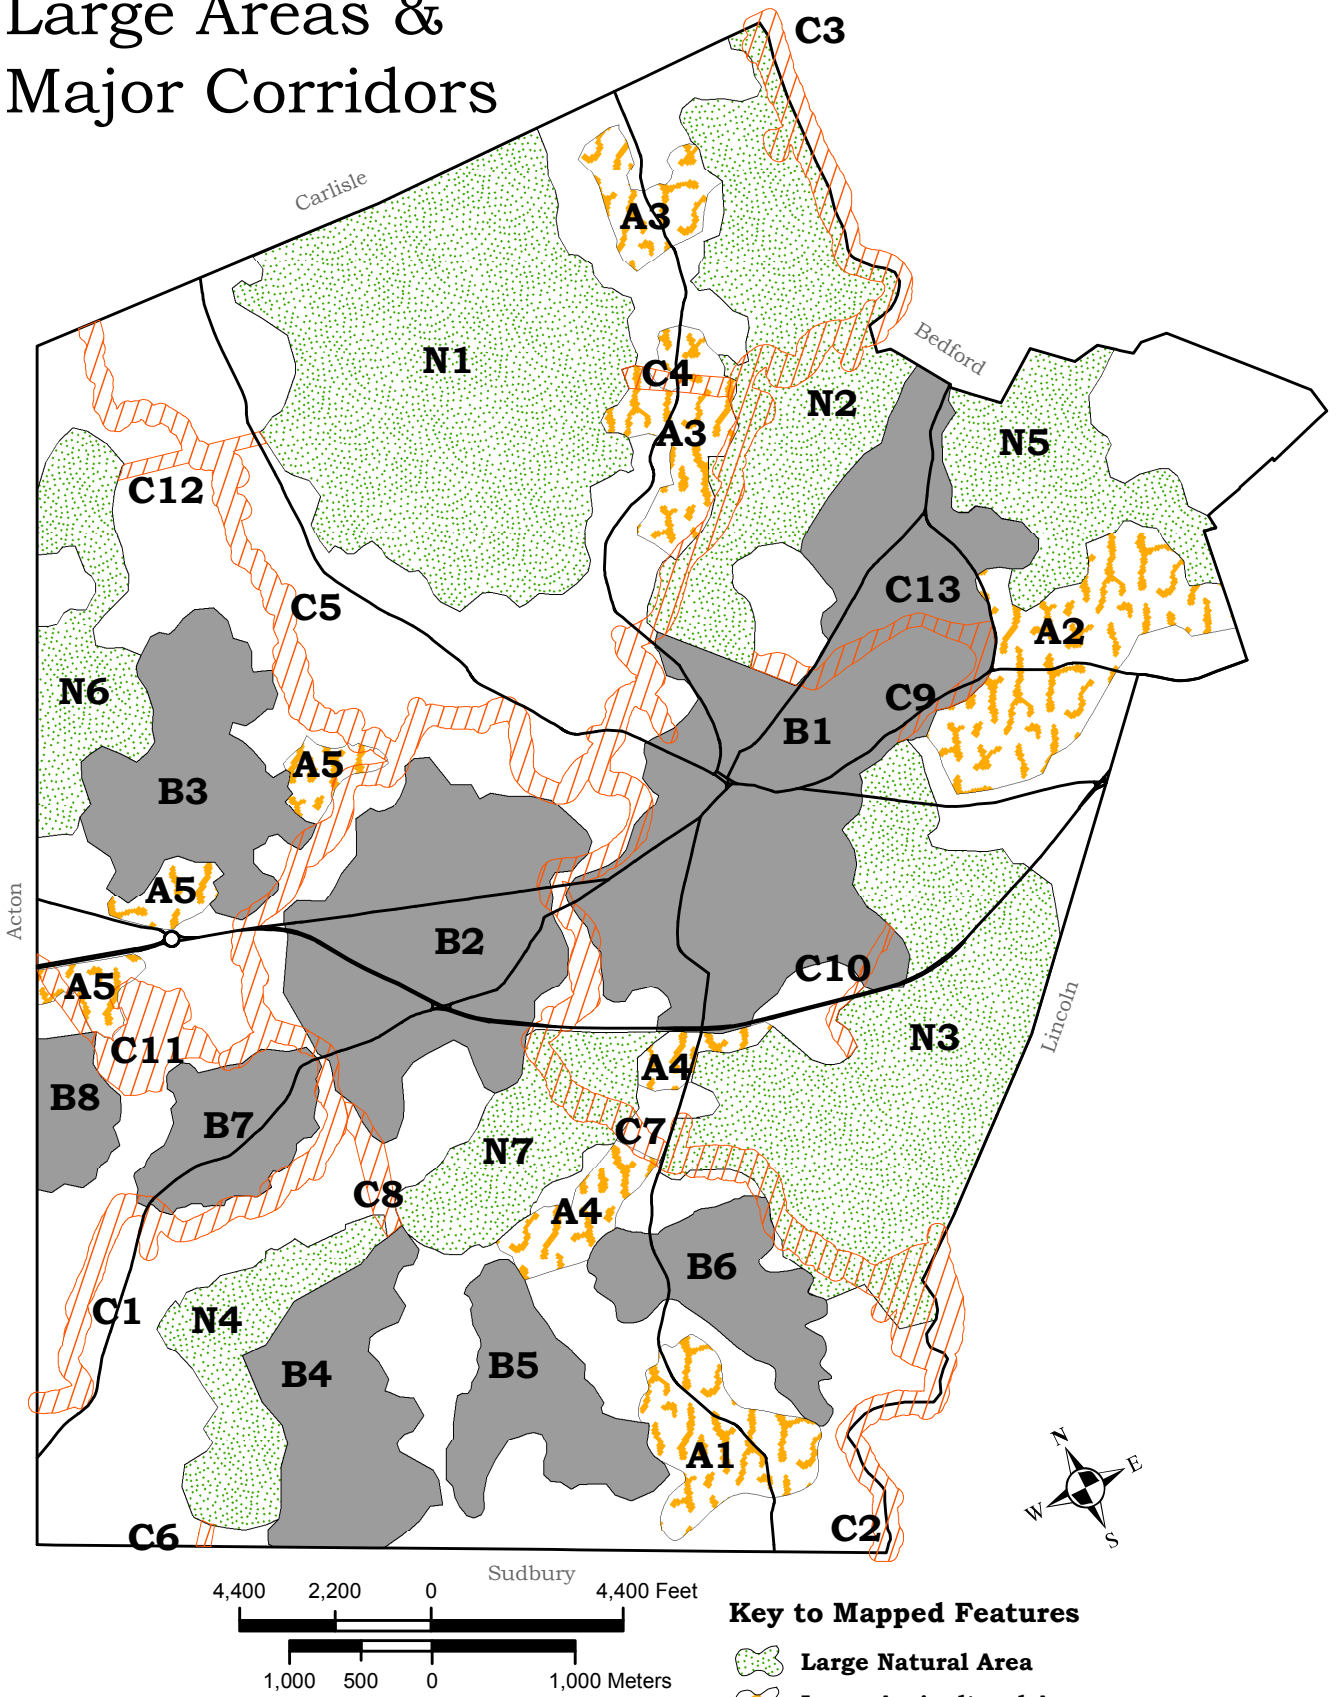 Large Areas &
Major Corridors
C3
Carlisle
A3
Bedford
N1
C4
N2
A3
N5
C12
C13
C5
A2
N6
C9
B1
A5
B3
A5
Acton
B2
C10
A5
Lincoln
N3
C11
A4
B8
B7
C7
N7
C8
A4
B6
C1
N4
B5
B4
A1
N
E
W
S
C2
C6
Sudbury
4,400 2,200 0 4,400 Feet
1,000 500 0 1,000 Meters
Key to Mapped Features
Large Natural Area